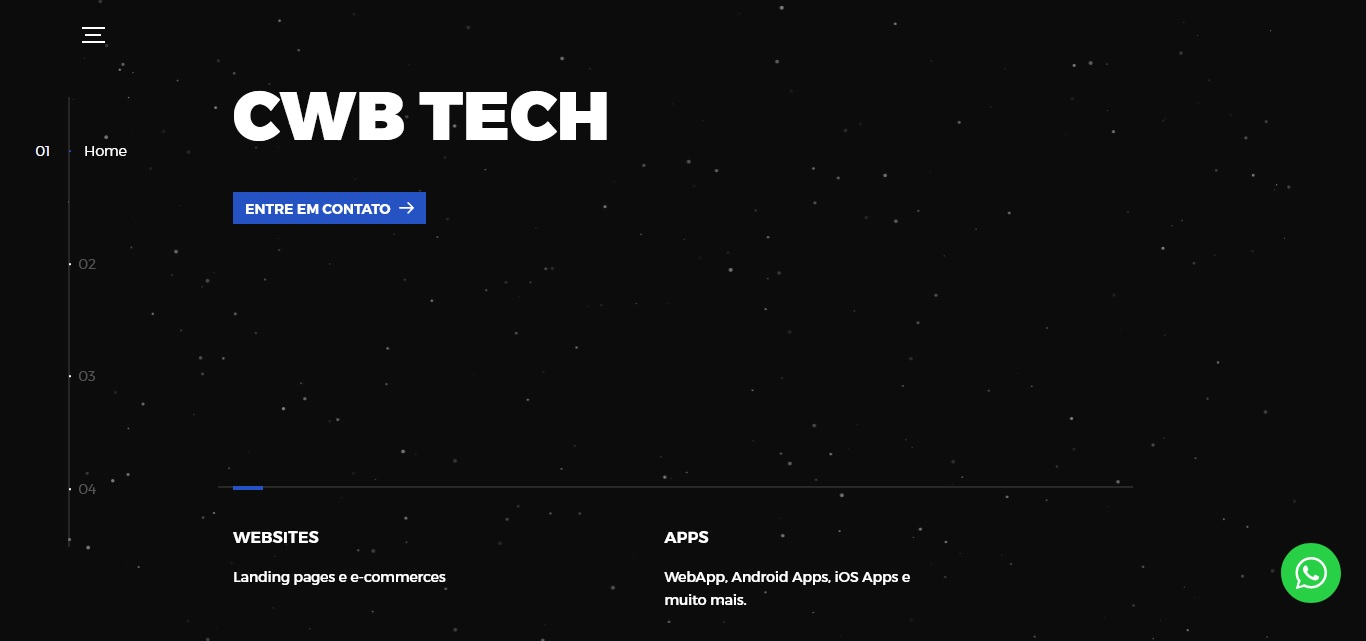 CWB TECH
01 Home
ENTRE EM CONTATO
02
03
04
WEBSITES
Landing pages e e-commerces
APPS
WebApp, Android Apps, iOS Apps e
muito mais.